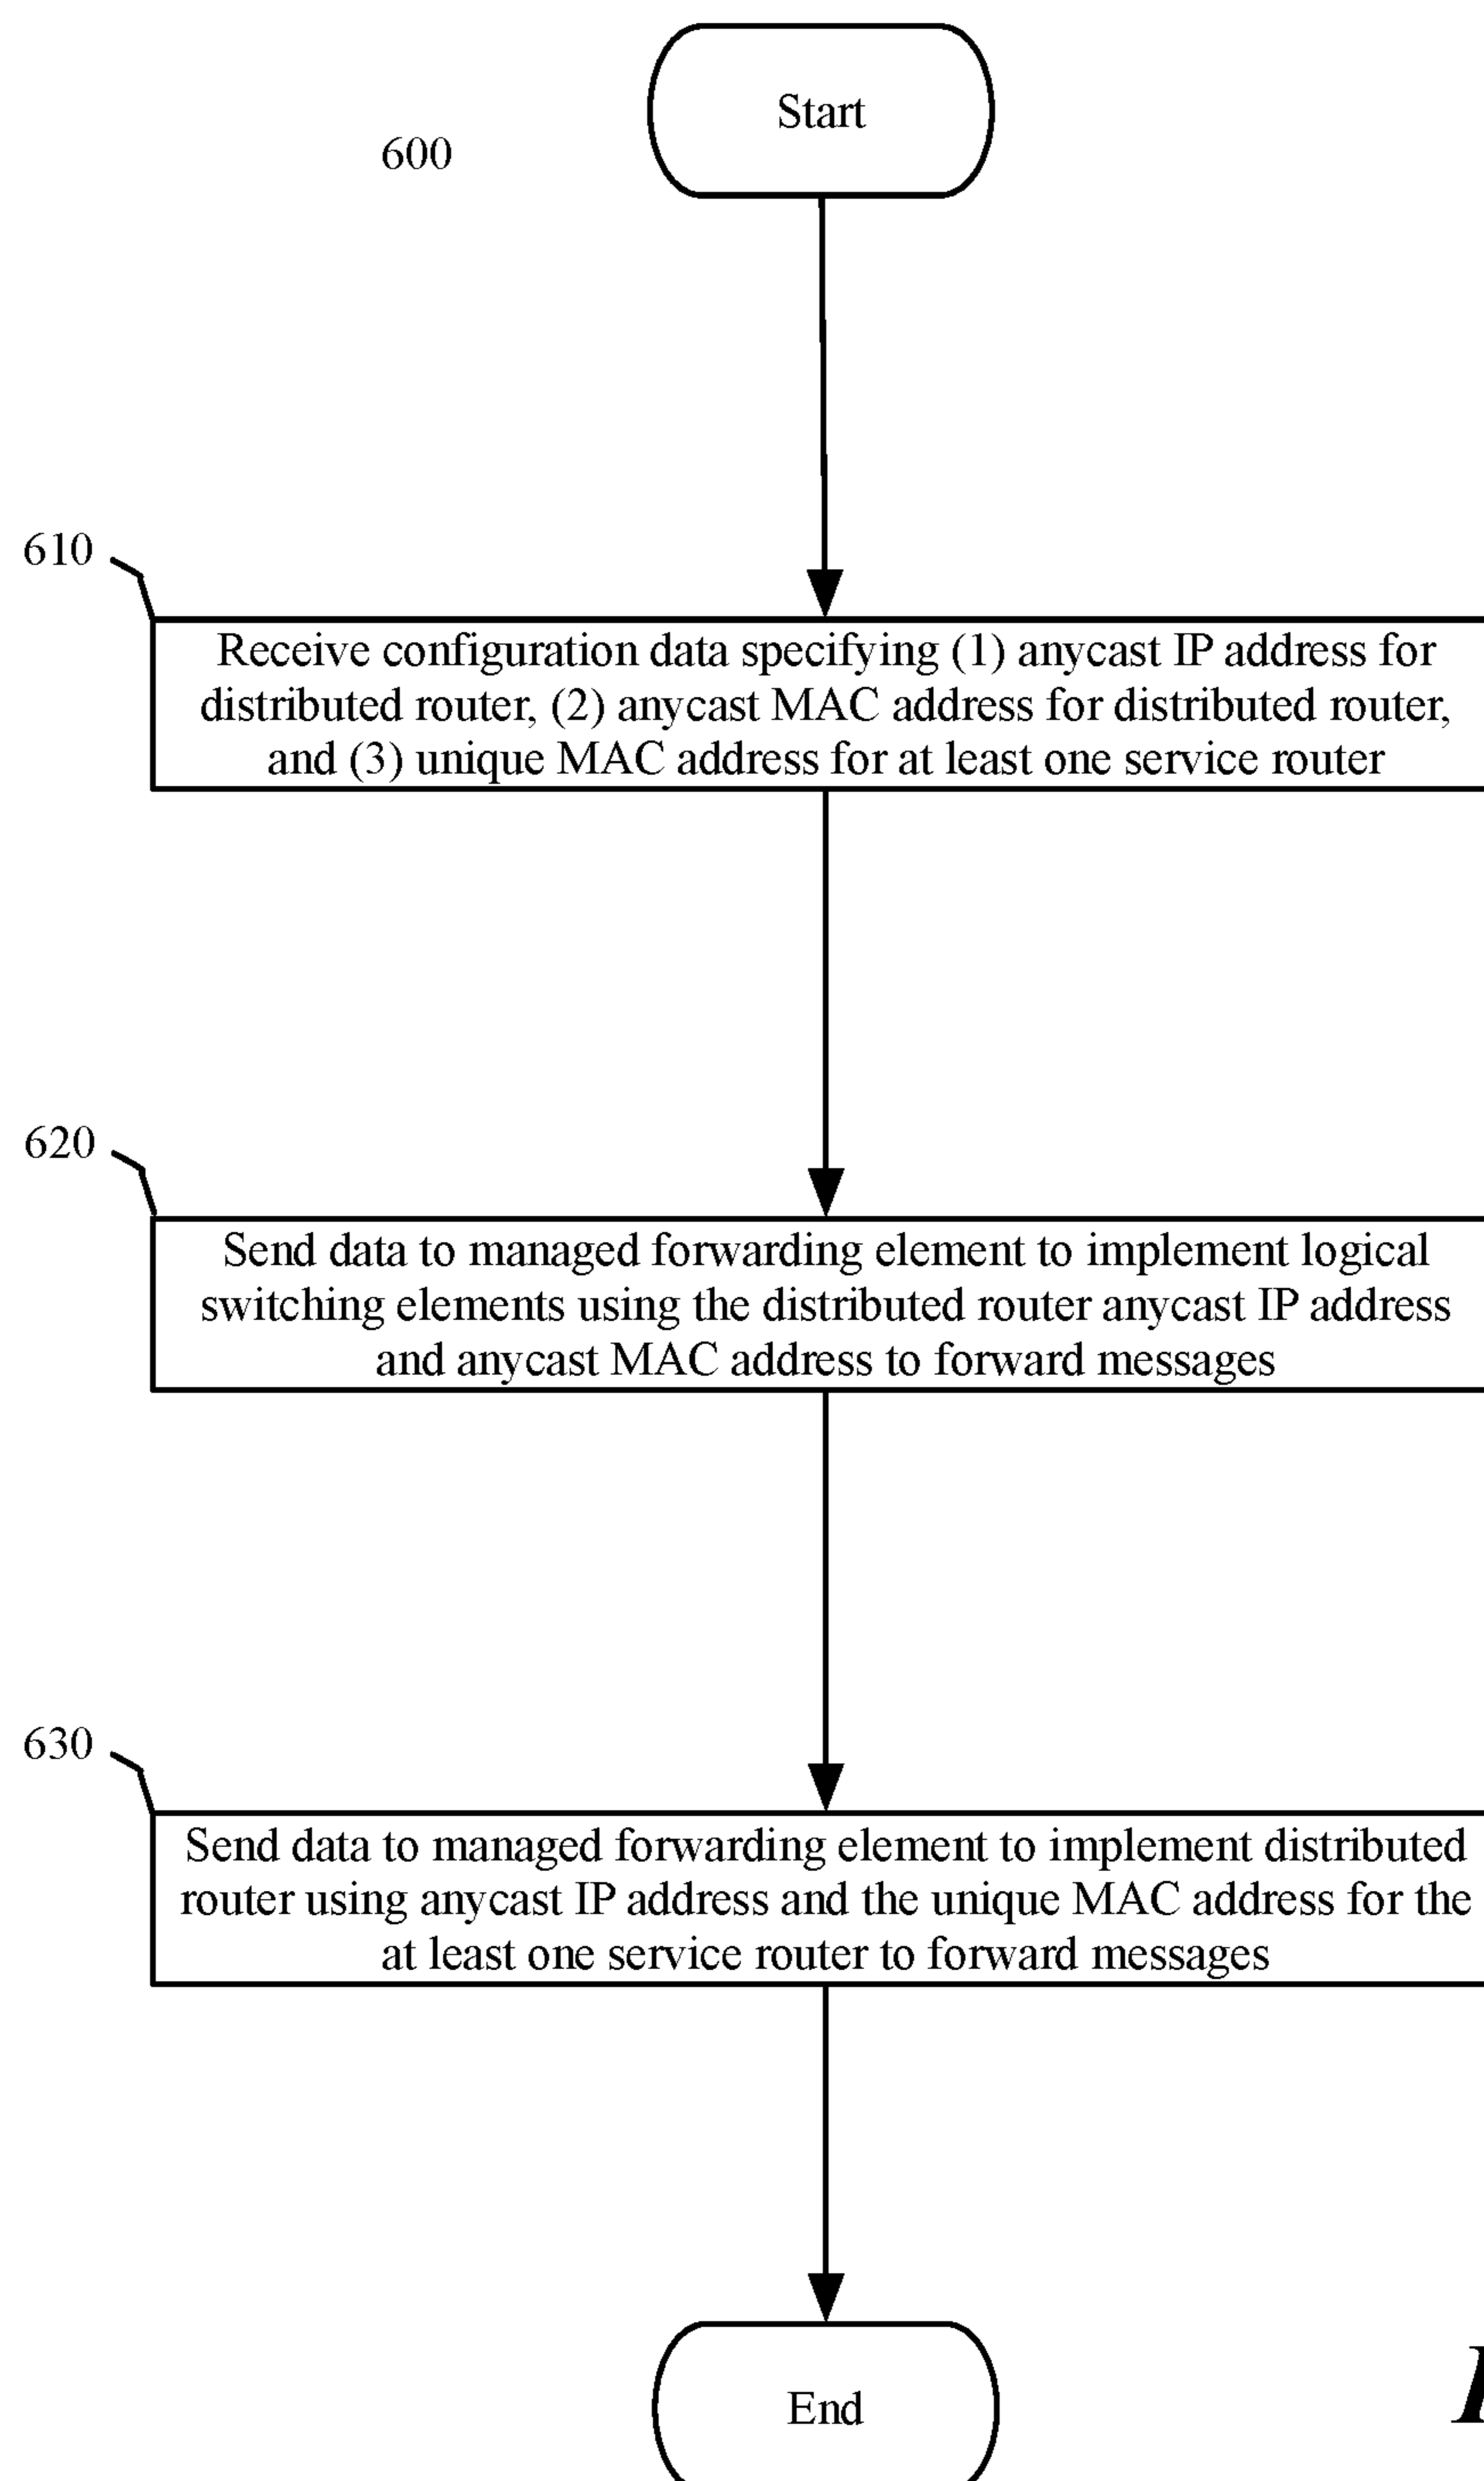 Start
600
610
Receive configuration data specifying (1) anycast IP address for
distributed router, (2) anycast MAC address for distributed router,
and (3) unique MAC address for at least one service router
620
Send data to managed forwarding element to implement logical
switching elements using the distributed router anycast IP address
and anycast MAC address to forward messages
630
Send data to managed forwarding element to implement distributed
router using anycast IP address and the unique MAC address for the
at least one service router to forward messages
End